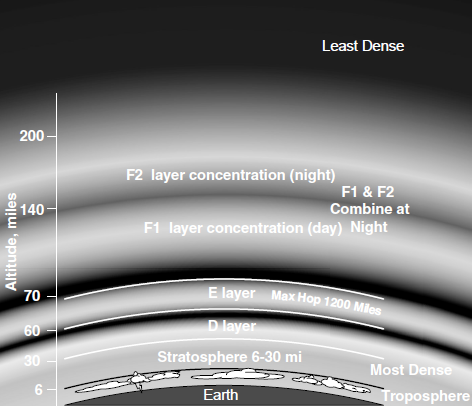 Least Dense
200
F2 layer concentration (night)
F1 & F2
Combine at
Night
140
F1 layer concentration (day)
Altitude, miles
70
E layer
Max Hop 1200 Miles
60
D layer
30
Stratosphere 6-30 mi
Most Dense
6
Earth
Troposphere